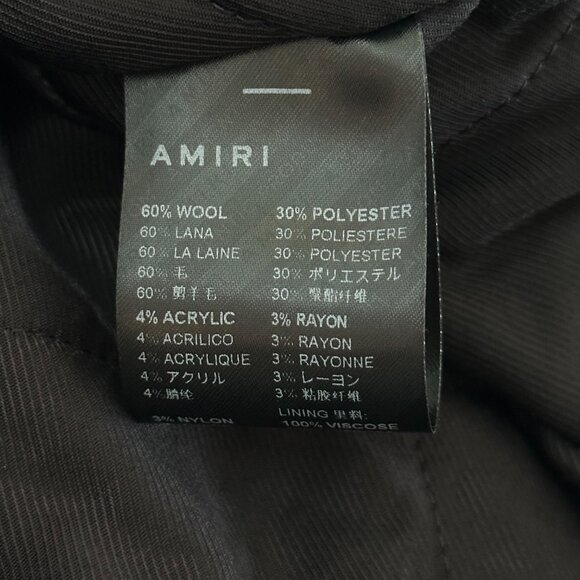 AMIRI
60% WOOL 30% POLYESTER
60% LANA 30% POLIESTERE
60% LA LAINE 30% POLYESTER
60% 毛 30% ポリエステル
60% 剪羊毛 30% 聚酯纤维
4% ACRYLIC 3% RAYON
4% ACRILICO 3% RAYON
4% ACRYLIQUE 3% RAYONNE
4% アクリル 3% レーヨン
4% 腈纶 3% 粘胶纤维
3% NYLON LINING 里料:
100% VISCOSE